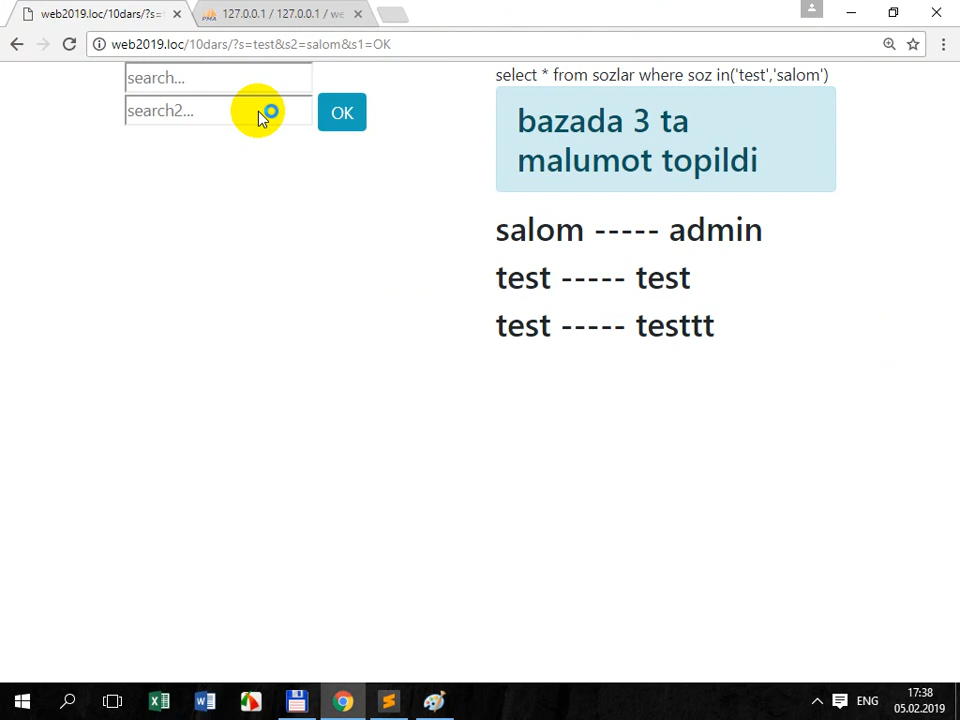 web2019.loc/10dars/?s=
127.0.0.1 / 127.0.0.1 / we
web2019.loc/10dars/?s=test&s2=salom&s1=OK
search...
search2...
OK
select * from sozlar where soz in('test','salom')
bazada 3 ta
malumot topildi
salom ----- admin
test ----- test
test ----- testtt
ENG
17:38
05.02.2019